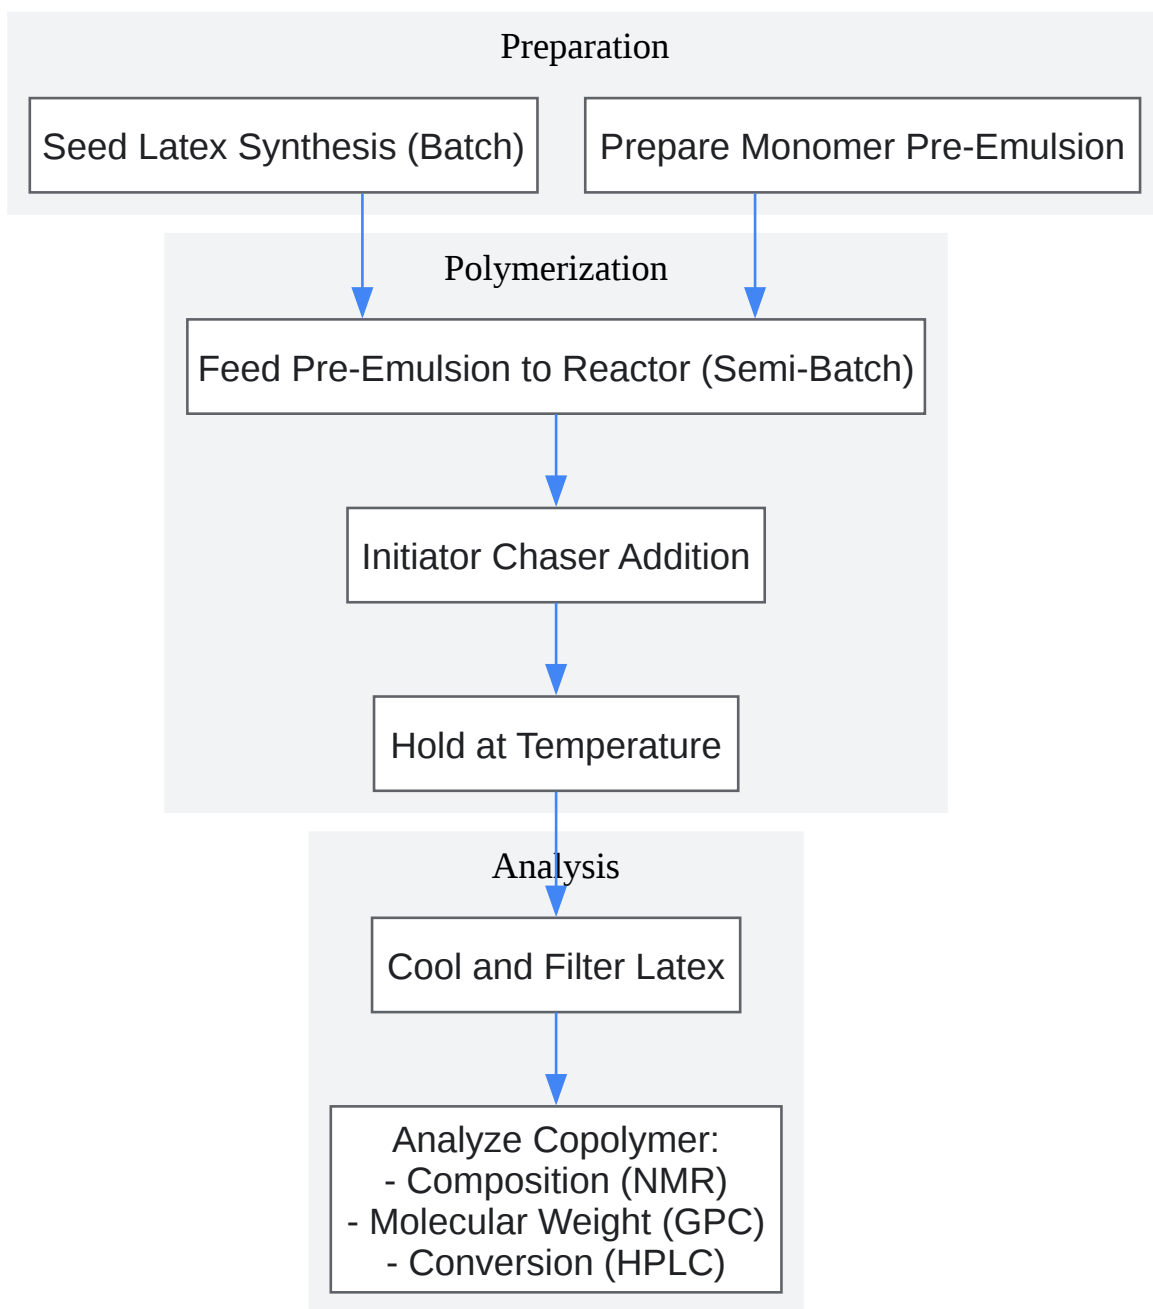 Preparation
Seed Latex Synthesis (Batch)
Prepare Monomer Pre-Emulsion
Polymerization
Feed Pre-Emulsion to Reactor (Semi-Batch)
Initiator Chaser Addition
Hold at Temperature
Analysis
Cool and Filter Latex
Analyze Copolymer:
- Composition (NMR)
- Molecular Weight (GPC)
- Conversion (HPLC)